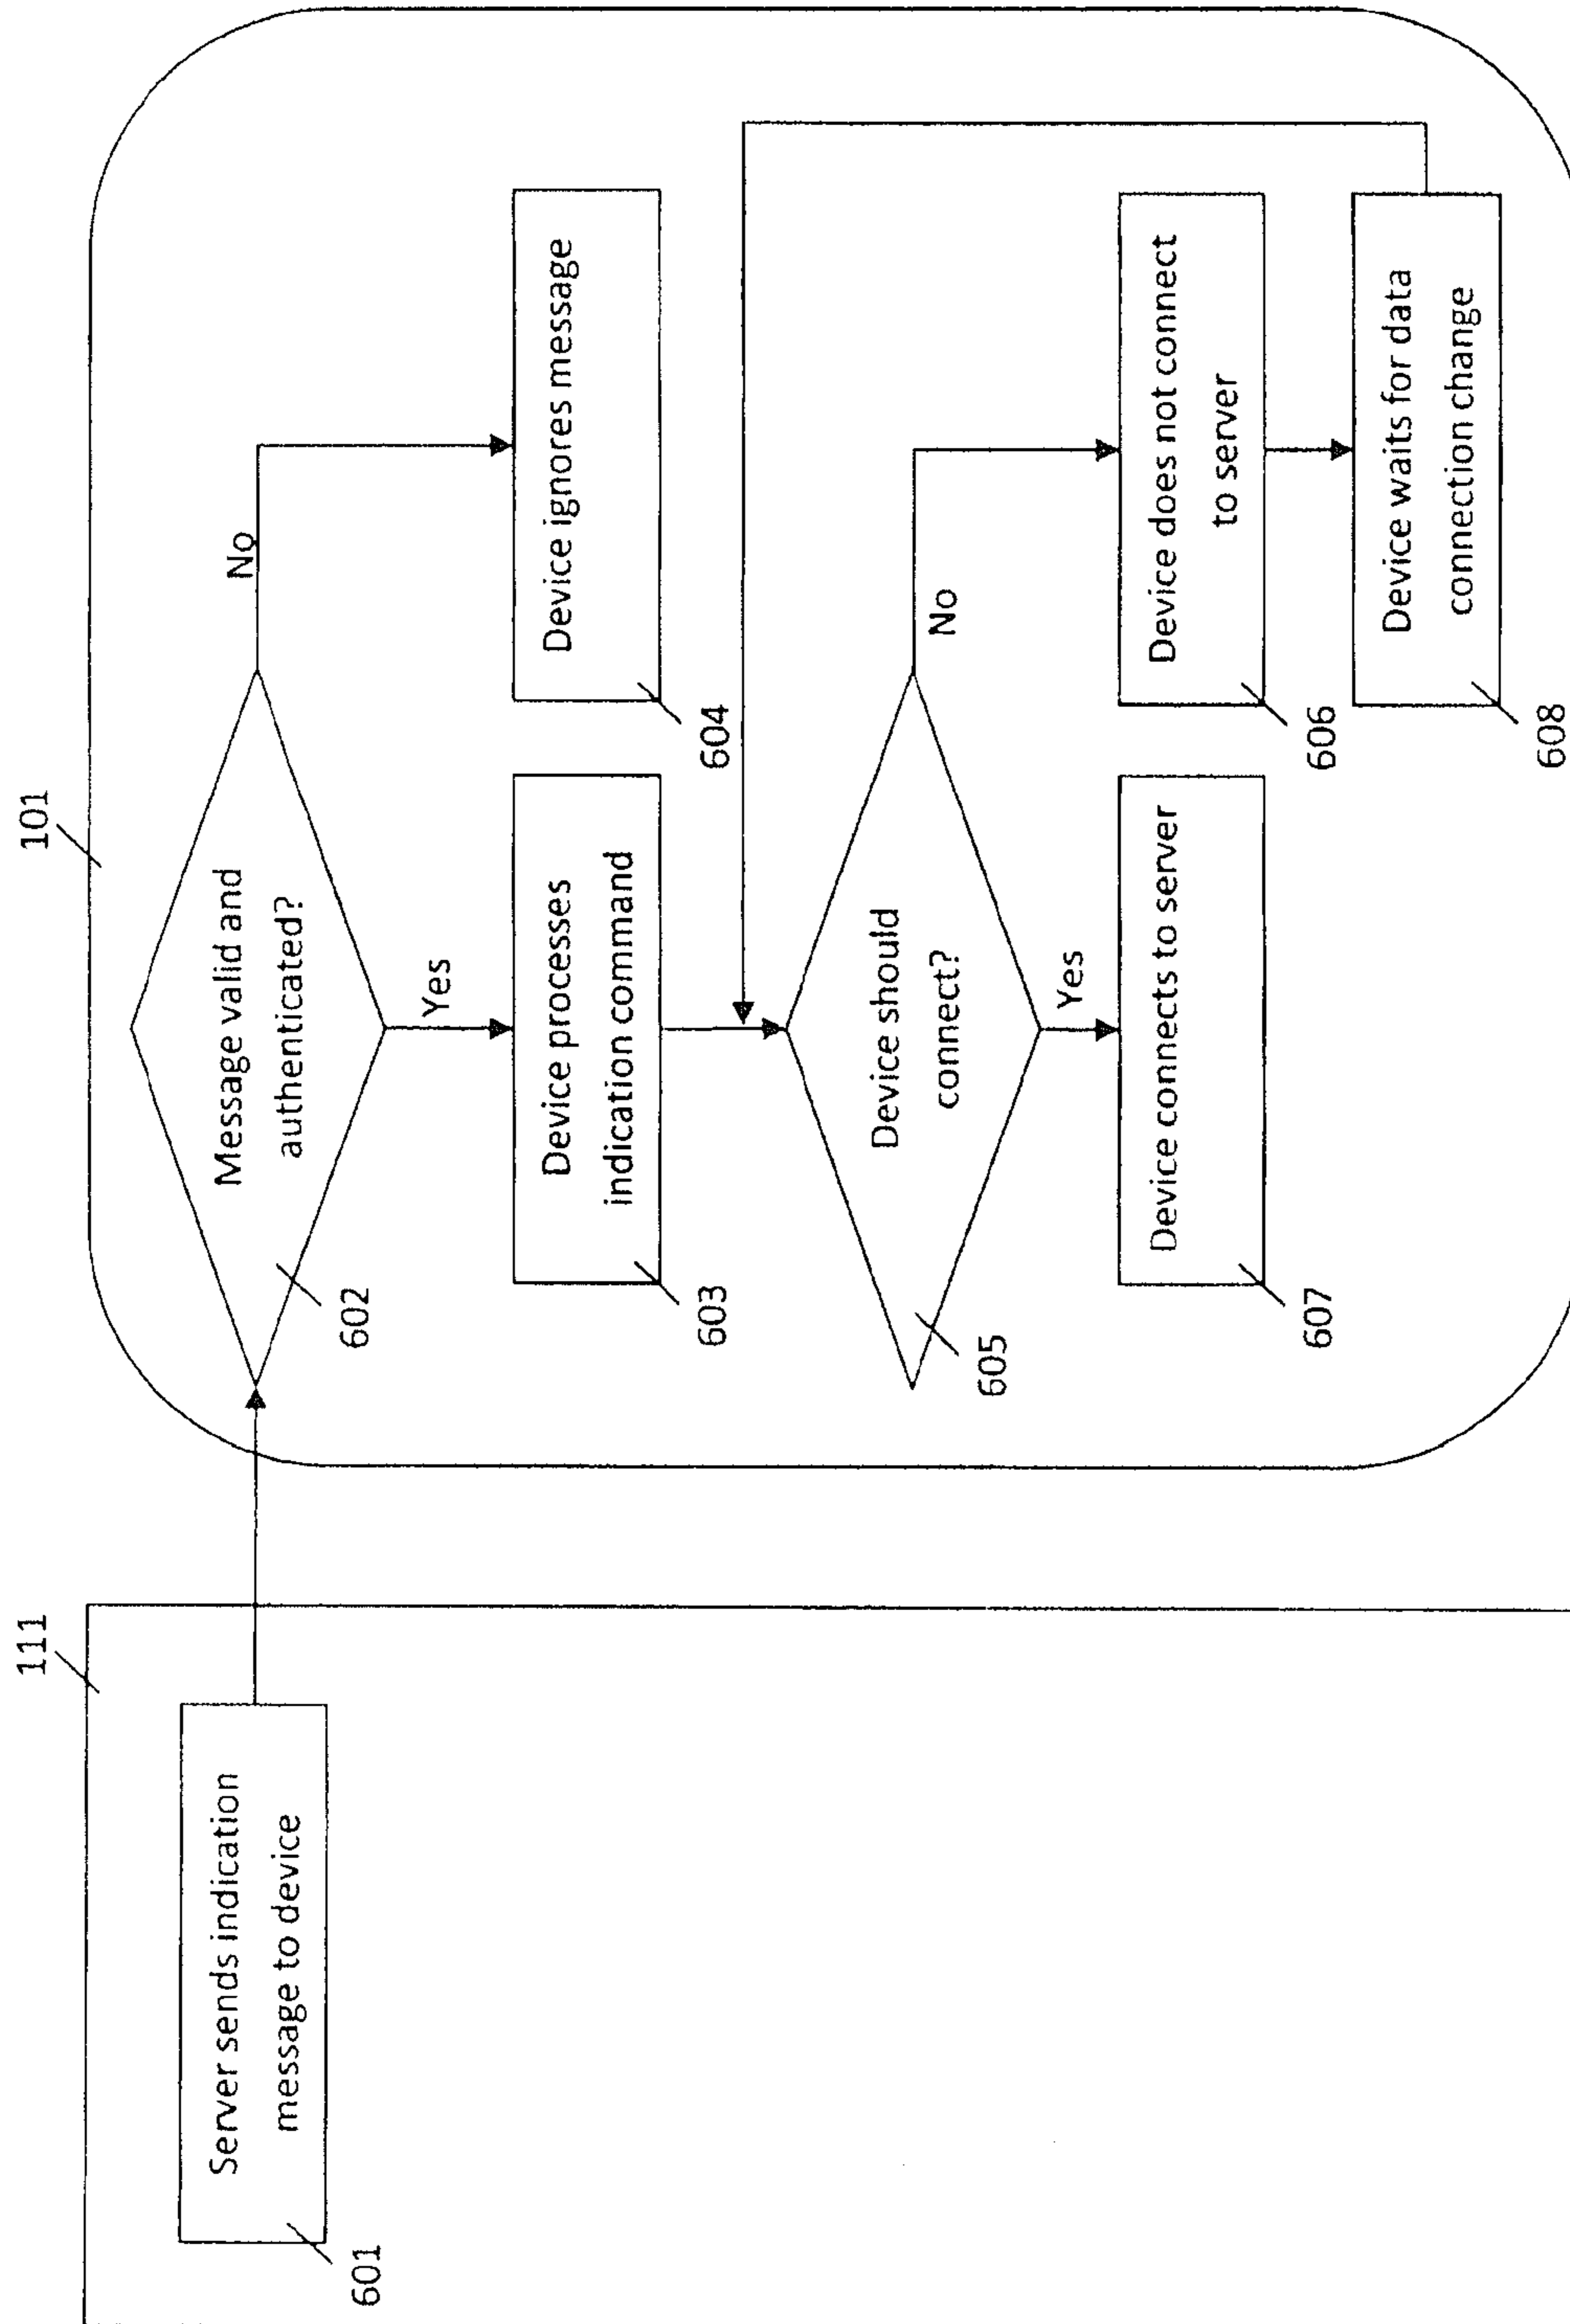 111
Server sends indication
message to device
601
101
Message valid and
authenticated?
602
No
Yes
Device processes
indication command
603
Device ignores message
604
Device should
connect?
605
No
Yes
Device connects to server
607
Device does not connect
to server
606
Device waits for data
connection change
608